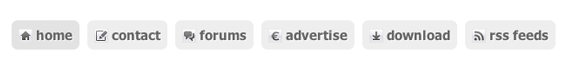 home contact forums € advertise download rss feeds